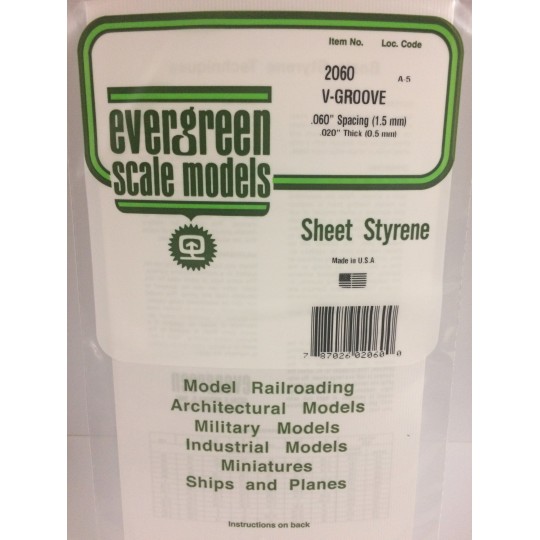 Item No. Loc. Code
2060 A-5
V-GROOVE
.060" Spacing (1.5 mm)
.020" Thick (0.5 mm)
evergreen
scale models
Sheet Styrene
Made in U.S.A
7 87026 02060 0
Model Railroading
Architectural Models
Military Models
Industrial Models
Miniatures
Ships and Planes
Instructions on back